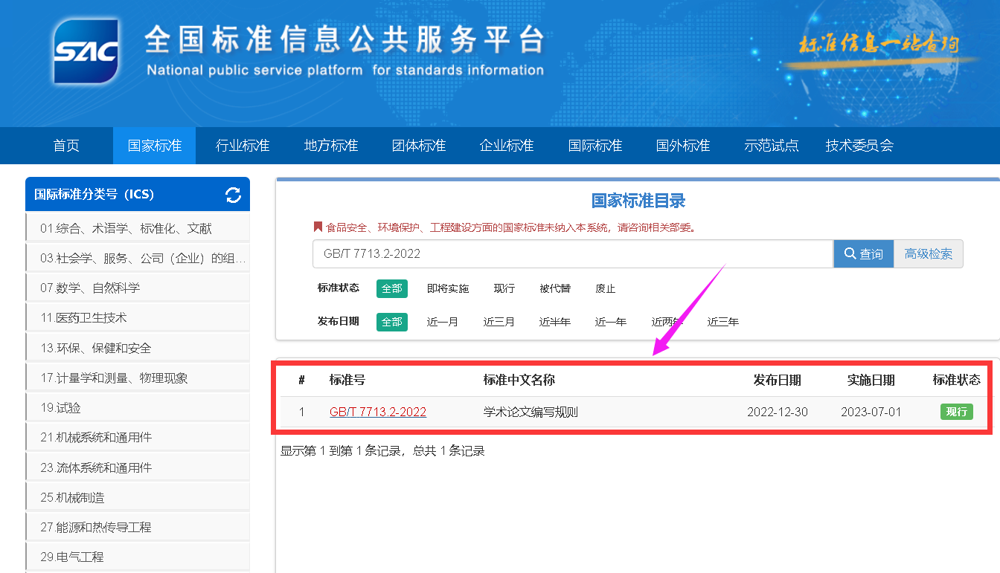 SAC
全国标准信息公共服务平台
National public service platform for standards information
标准信息一站查询
首页 国家标准 行业标准 地方标准 团体标准 企业标准 国际标准 国外标准 示范试点 技术委员会
国际标准分类号（ICS）
01.综合、术语学、标准化、文献
03.社会学、服务、公司（企业）的组...
07.数学、自然科学
11.医药卫生技术
13.环保、保健和安全
17.计量学和测量、物理现象
19.试验
21.机械系统和通用件
23.流体系统和通用件
25.机械制造
27.能源和热传导工程
29.电气工程
国家标准目录
食品安全、环境保护、工程建设方面的国家标准未纳入本系统，请咨询相关部委。
GB/T 7713.2-2022 查询 高级检索
标准状态 全部 即将实施 现行 被代替 废止
发布日期 全部 近一月 近三月 近半年 近一年 近两年 近三年
# 标准号 标准中文名称 发布日期 实施日期 标准状态
1 GB/T 7713.2-2022 学术论文编写规则 2022-12-30 2023-07-01 现行
显示第 1 到第 1 条记录，总共 1 条记录